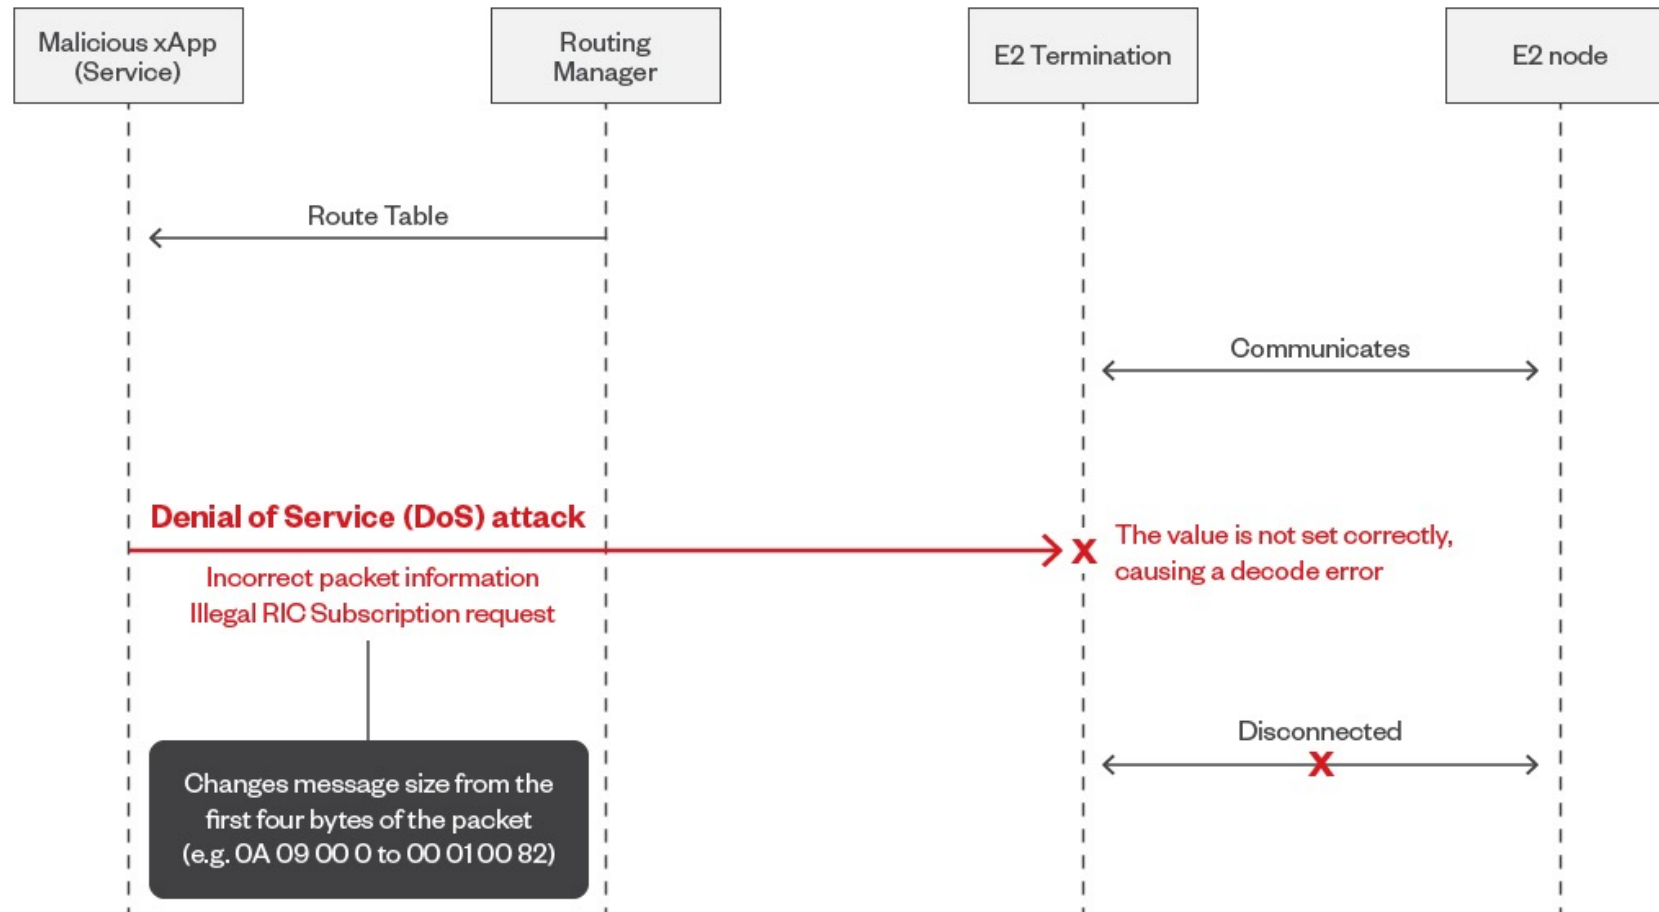 Malicious xApp
(Service)
Routing
Manager
E2 Termination
E2 node
Route Table
Communicates
Denial of Service (DoS) attack
Incorrect packet information
Illegal RIC Subscription request
X
The value is not set correctly,
causing a decode error
Disconnected
X
Changes message size from the
first four bytes of the packet
(e.g. 0A 09 00 0 to 00 01 00 82)